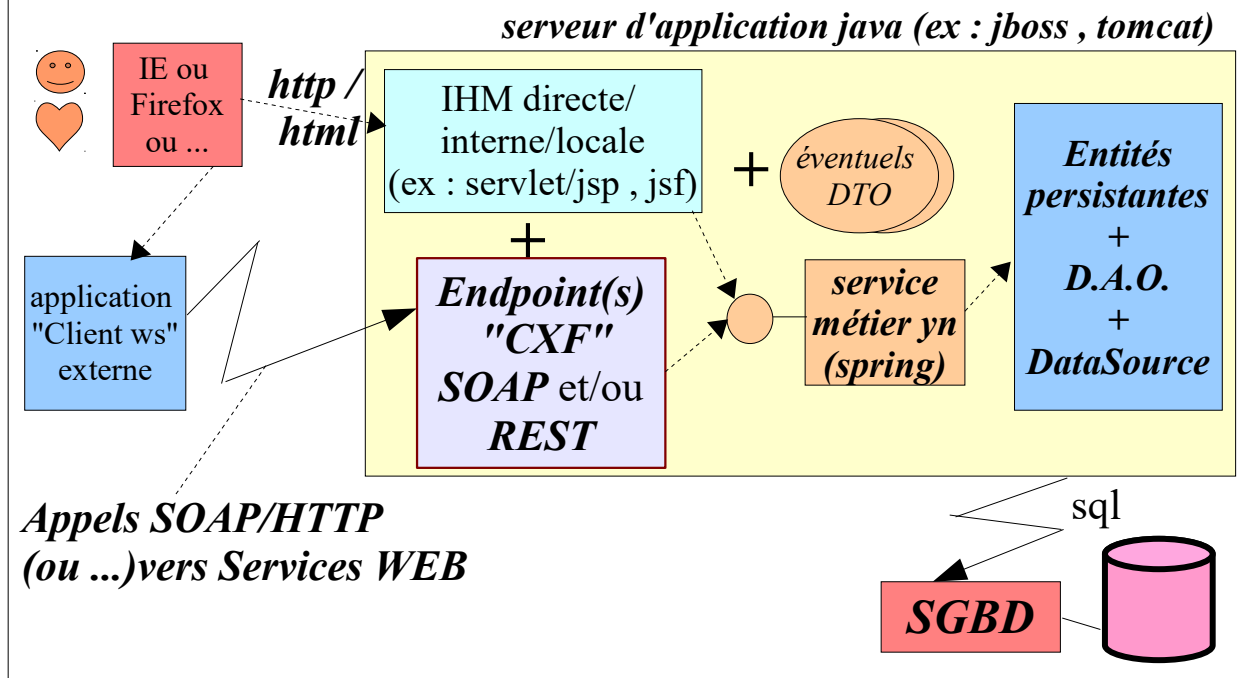 serveur d'application java (ex : jboss , tomcat)
IE ou
Firefox
ou ...
http /
html
IHM directe/
interne/locale
(ex : servlet/jsp , jsf)
+
éventuels
DTO
Entités
persistantes
+
D.A.O.
+
DataSource
+
application
"Client ws"
externe
Endpoint(s)
"CXF"
SOAP et/ou
REST
service
métier yn
(spring)
Appels SOAP/HTTP
(ou ...)vers Services WEB
sql
SGBD